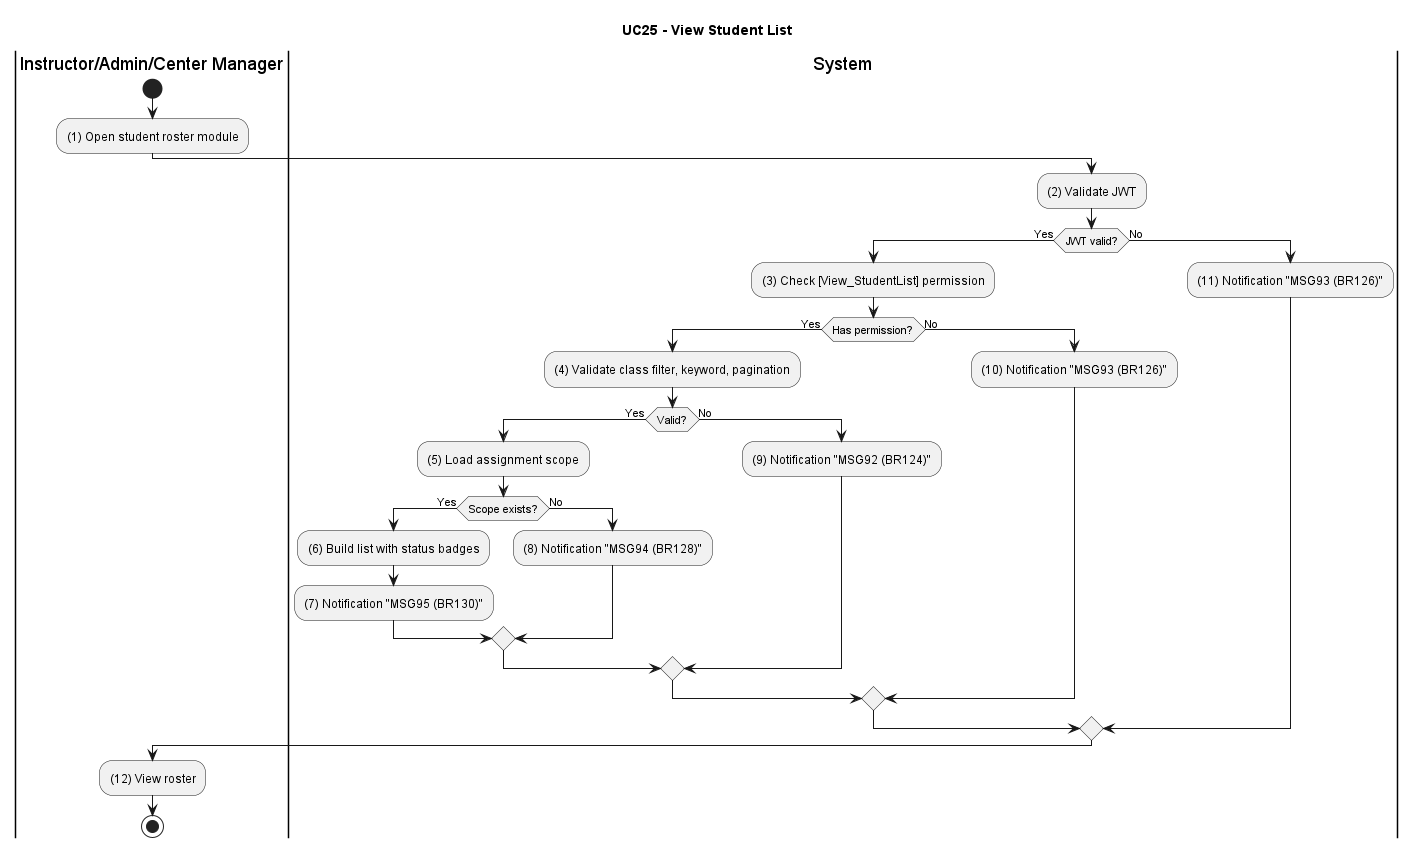 UC25 - View Student List
Instructor/Admin/Center Manager
System
(1) Open student roster module
(2) Validate JWT
Yes
JWT valid?
No
(3) Check [View_StudentList] permission
(11) Notification "MSG93 (BR126)"
Yes
Has permission?
No
(4) Validate class filter, keyword, pagination
(10) Notification "MSG93 (BR126)"
Yes
Valid?
No
(5) Load assignment scope
(9) Notification "MSG92 (BR124)"
Yes
Scope exists?
No
(6) Build list with status badges
(8) Notification "MSG94 (BR128)"
(7) Notification "MSG95 (BR130)"
(12) View roster